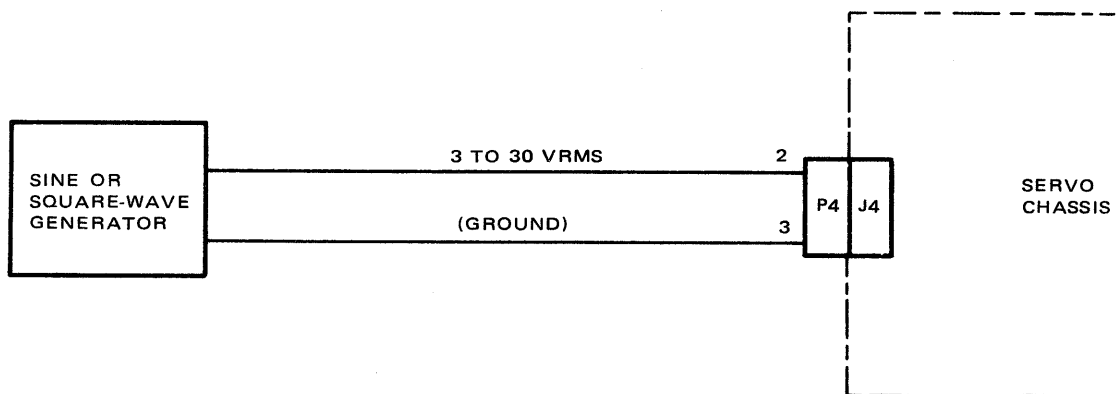 3 TO 30 VRMS
2
SINE OR
SQUARE-WAVE
GENERATOR
P4
J4
SERVO
CHASSIS
(GROUND)
3